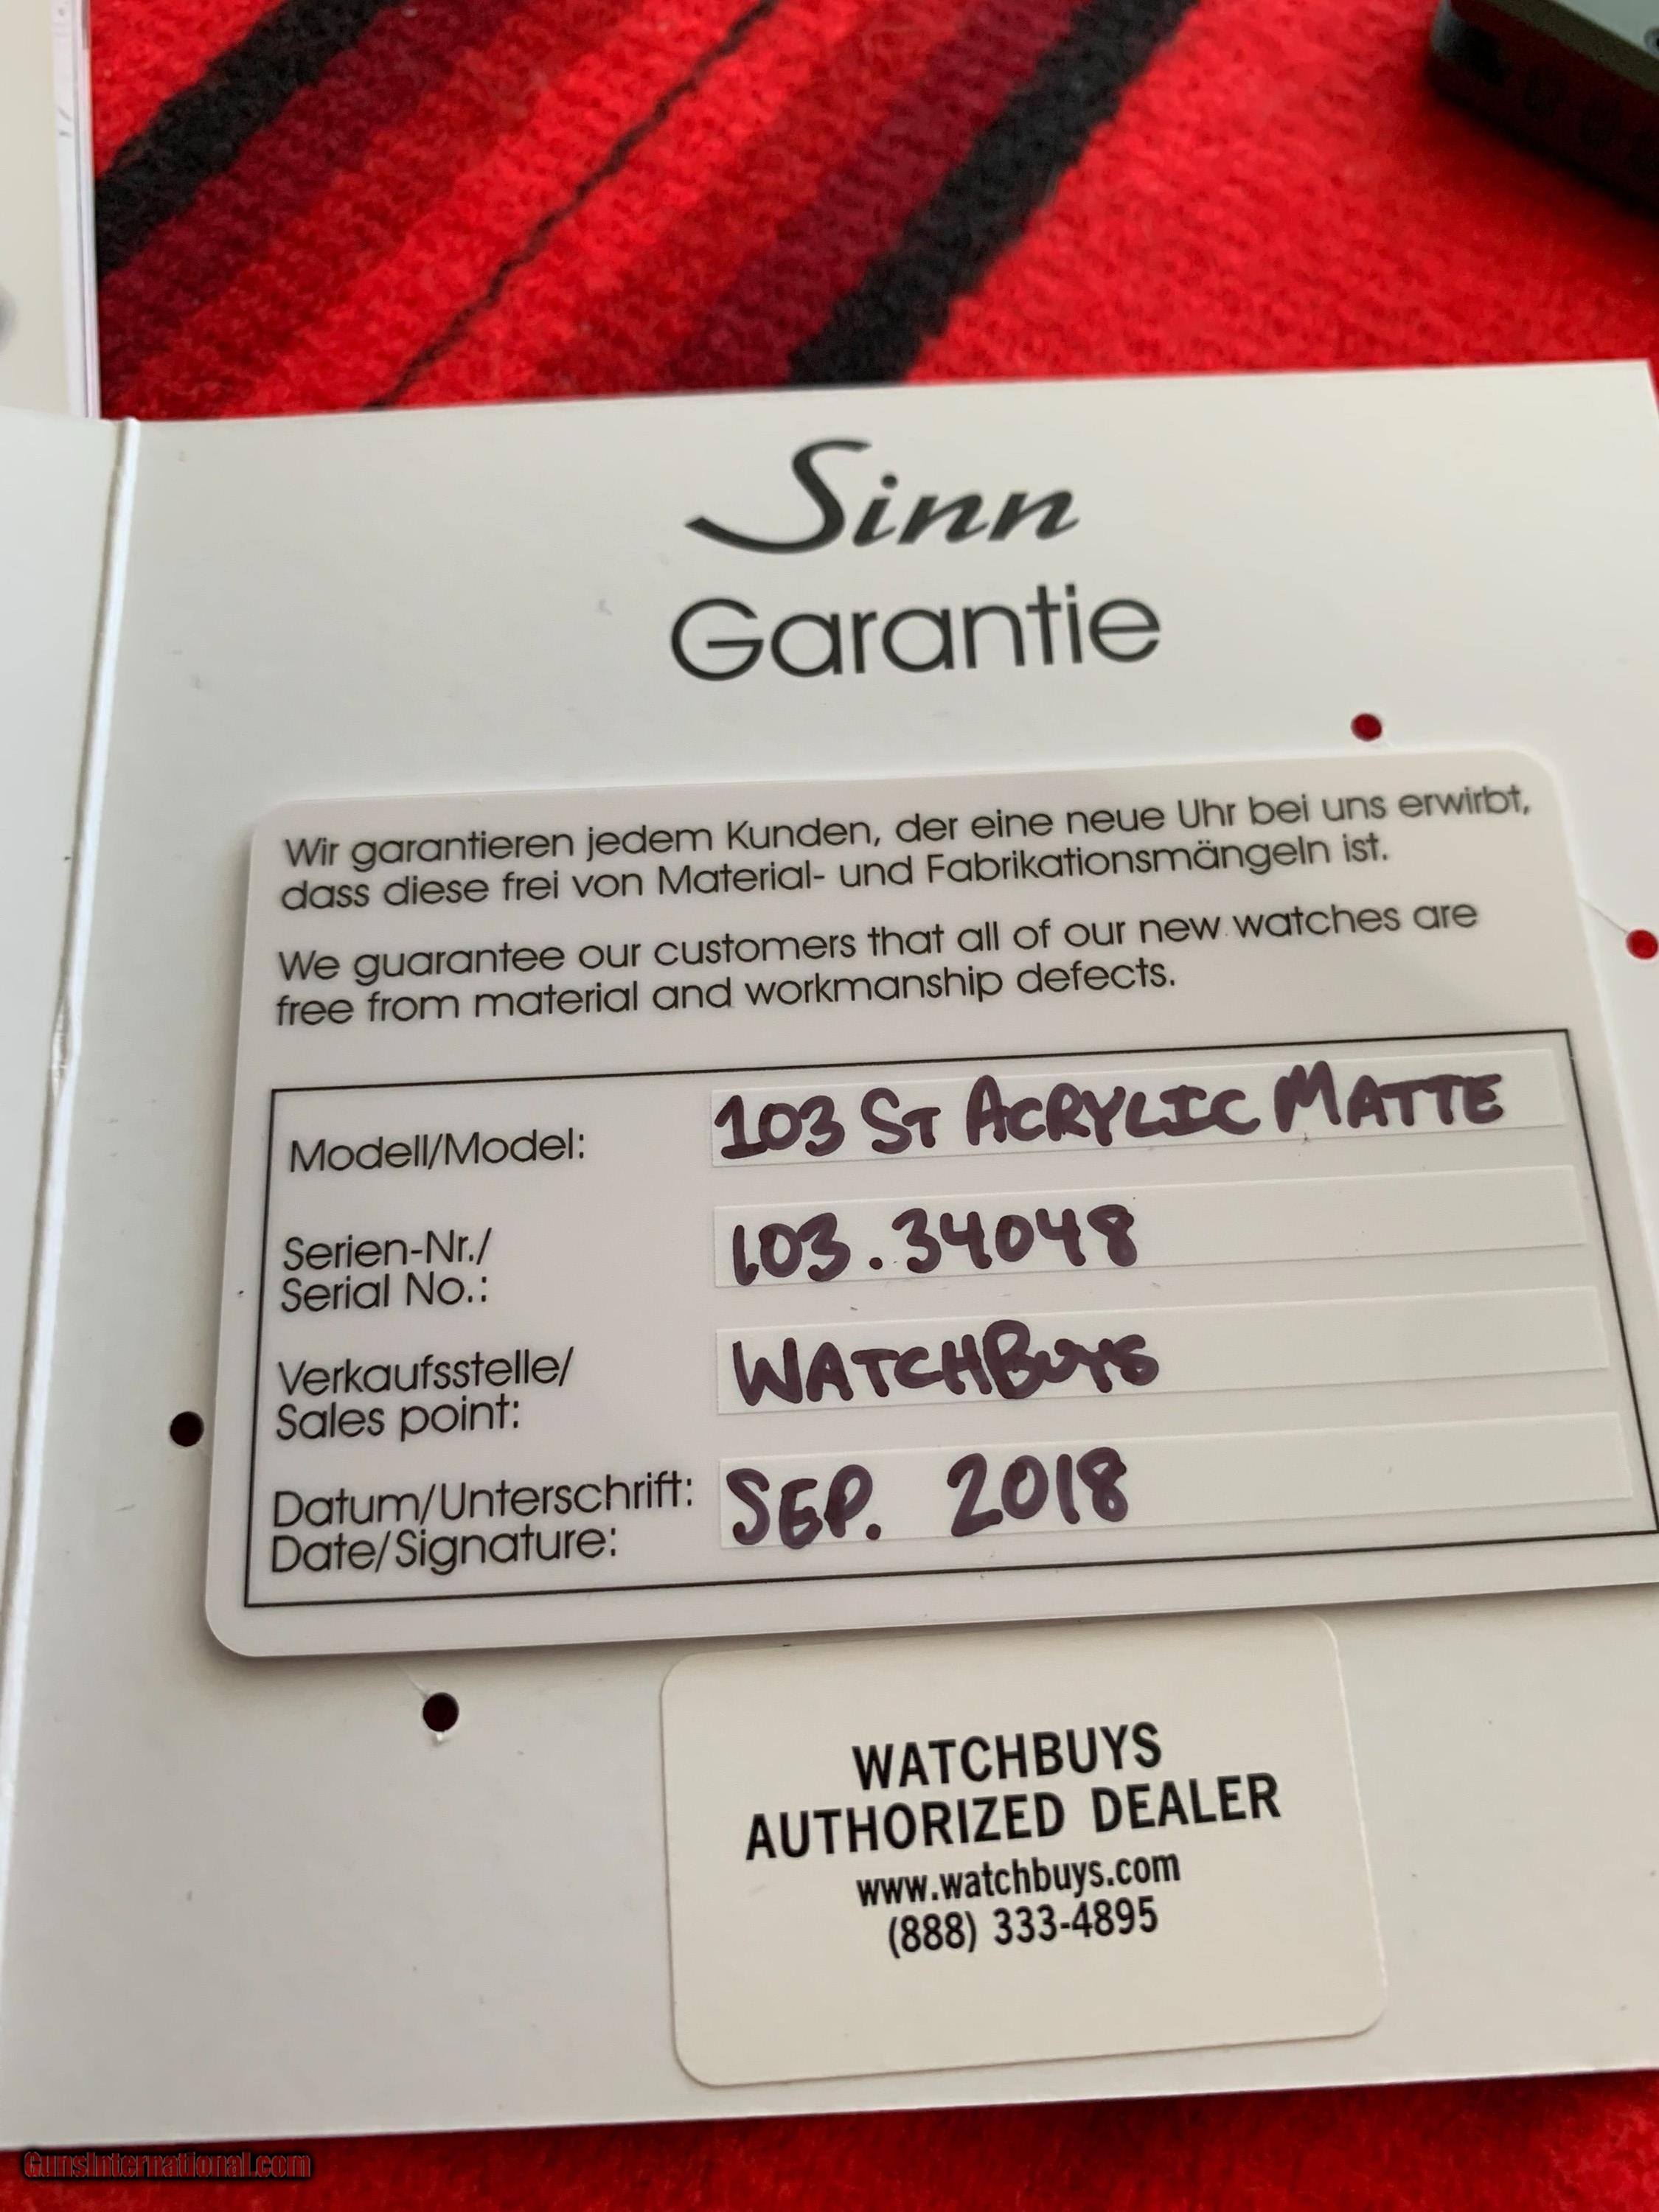 Sinn
Garantie
Wir garantieren jedem Kunden, der eine neue Uhr bei uns erwirbt,
dass diese frei von Material- und Fabrikationsmängeln ist.
We guarantee our customers that all of our new watches are
free from material and workmanship defects.
Modell/Model: 103 ST ACRYLIC MATTE
Serien-Nr./
Serial No.: 103.34048
Verkaufsstelle/
Sales point: WATCHBUYS
Datum/Unterschrift:
Date/Signature: SEP. 2018
WATCHBUYS
AUTHORIZED DEALER
www.watchbuys.com
(888) 333-4895
GunsInternational.com